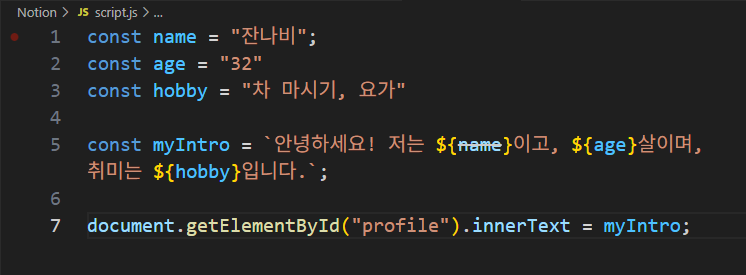 Notion > JS script.js > ...
1 const name = "잔나비";
2 const age = "32"
3 const hobby = "차 마시기, 요가"
4
5 const myIntro = `안녕하세요! 저는 ${name}이고, ${age}살이며,
취미는 ${hobby}입니다.`;
6
7 document.getElementById("profile").innerText = myIntro;